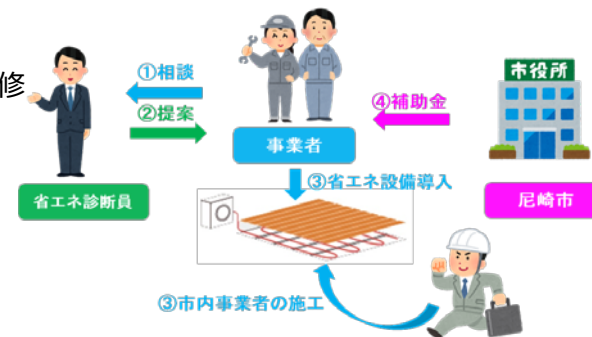 修
①相談
②提案
市役所
④補助金
事業者
③省エネ設備導入
省エネ診断員
尼崎市
③市内事業者の施工